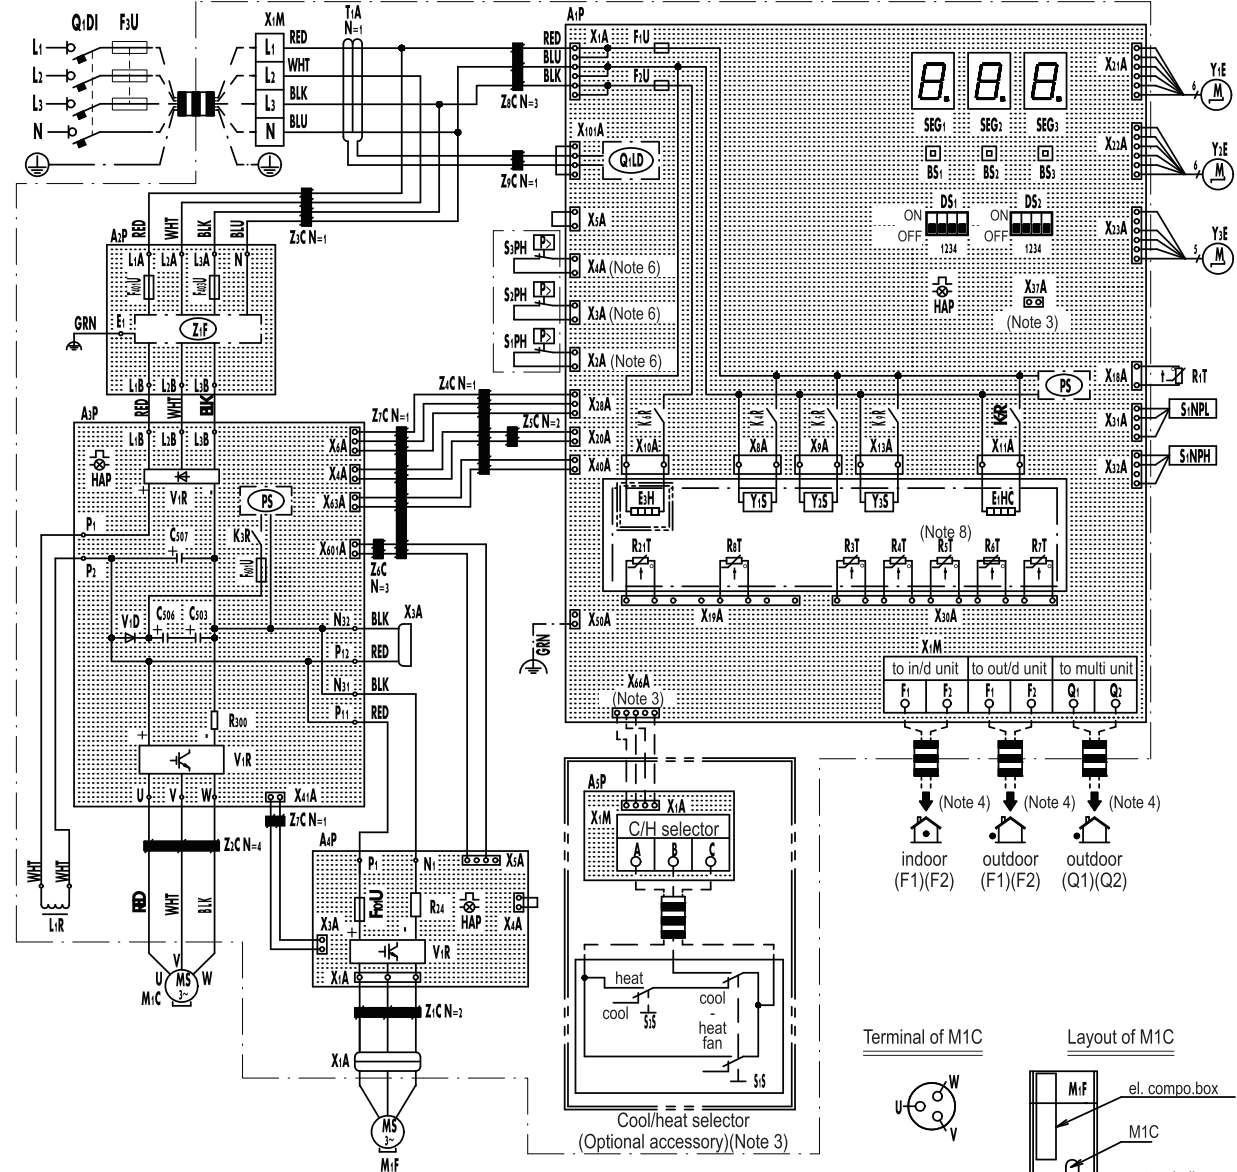 Q1DI F3U X1M T1A N=1 A1P
L1 L1 RED RED X1A F1U
L2 L2 WHT BLU X21A Y1E
L3 L3 BLK BLK F2U 6 M
N N BLU Z8C N=3
SEG1 SEG2 SEG3
X101A Q1LD X22A Y2E
BS1 BS2 BS3 6 M
Z9C N=1
RED WHT BLK BLU Z3C N=1
X5A DS1 DS2 X23A Y3E
ON ON
OFF OFF 5 M
1234 1234
A2P L1A L2A L3A N
F401U F403U
S3PH P> X4A (Note 6)
S2PH P> X3A (Note 6)
S1PH P> X2A (Note 6)
HAP X37A
(Note 3)
GRN E1 Z1F
L1B L2B L3B
RED WHT BLK
PS X18A R1T
A3P Z7C N=1 Z4C N=1 X28A
L1B L2B L3B X6A Z5C N=2 X20A
X4A X40A
X63A
HAP
V1R PS
K6R K4R K5R K8R K7R
X10A X8A X9A X13A X11A
X31A S1NPL
X32A S1NPH
E3H Y1S Y2S Y3S E1HC
(Note 8)
R21T R8T R3T R4T R5T R6T R7T
X19A X30A
P1 C507 K3R X601A
P2 F601U Z6C
N=3
V1D C506 C503 N32 BLK X3A
P12 RED
N31 BLK
P11 RED
X50A GRN
X66A
(Note 3)
X1M
to in/d unit to out/d unit to multi unit
F1 F2 F1 F2 Q1 Q2
R300
V1R
U V W X41A
Z7C N=1
Z2C N=4
A5P
X1A
X1M C/H selector
A B C
(Note 4) (Note 4) (Note 4)
indoor outdoor outdoor
(F1)(F2) (F1)(F2) (Q1)(Q2)
A4P
P1 N1 X5A
WHT WHT RED WHT BLK
L1R
F101U R24 HAP X4A
X3A V1R
X1A
U V W
MS
3~
M1C
Z1C N=2
X1A
MS
3~
M1F
heat
cool
S2S
cool
-
heat
fan
S1S
Cool/heat selector
(Optional accessory)(Note 3)
Terminal of M1C
U W V
Layout of M1C
M1F
el. compo.box
M1C